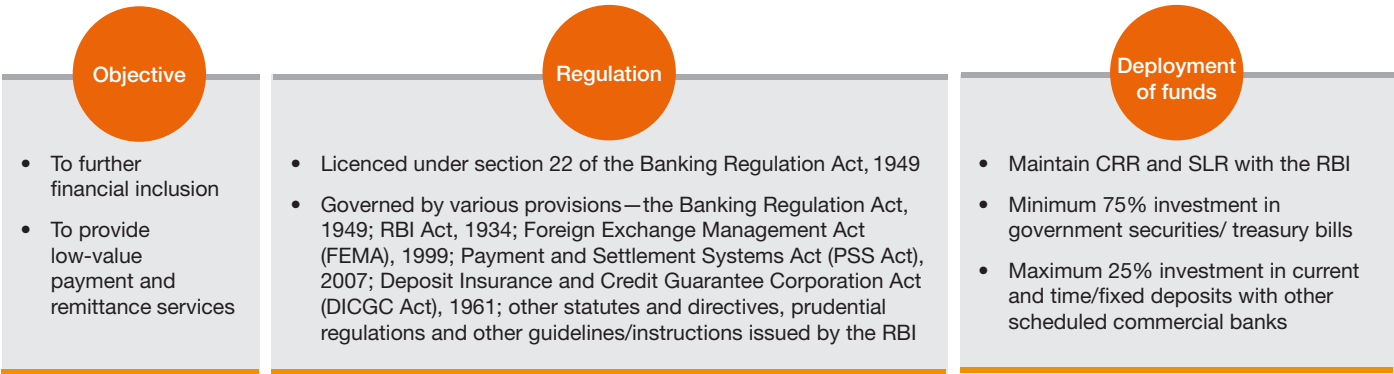 Objective
• To further
financial inclusion
• To provide
low-value
payment and
remittance services
Regulation
• Licenced under section 22 of the Banking Regulation Act, 1949
• Governed by various provisions—the Banking Regulation Act,
1949; RBI Act, 1934; Foreign Exchange Management Act
(FEMA), 1999; Payment and Settlement Systems Act (PSS Act),
2007; Deposit Insurance and Credit Guarantee Corporation Act
(DICGC Act), 1961; other statutes and directives, prudential
regulations and other guidelines/instructions issued by the RBI
Deployment
of funds
• Maintain CRR and SLR with the RBI
• Minimum 75% investment in
government securities/ treasury bills
• Maximum 25% investment in current
and time/fixed deposits with other
scheduled commercial banks